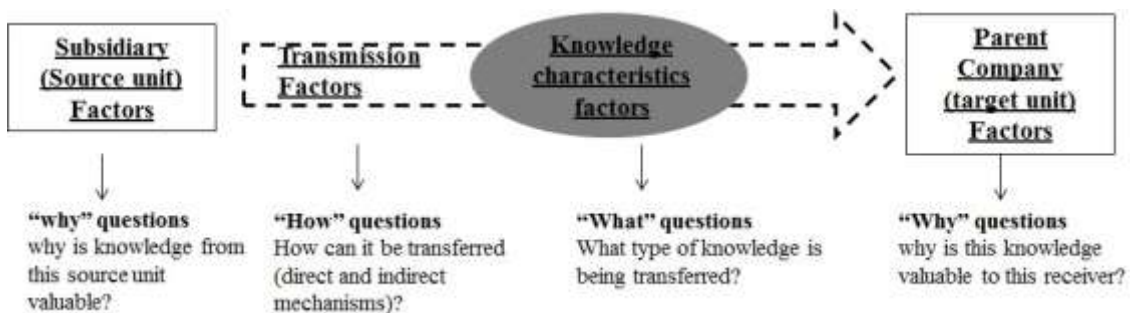 Subsidiary
(Source unit)
Factors
Transmission
Factors
Knowledge
characteristics
factors
Parent
Company
(target unit)
Factors
“why” questions
why is knowledge from
this source unit
valuable?
“How” questions
How can it be transferred
(direct and indirect
mechanisms)?
“What” questions
What type of knowledge is
being transferred?
“Why” questions
why is this knowledge
valuable to this receiver?